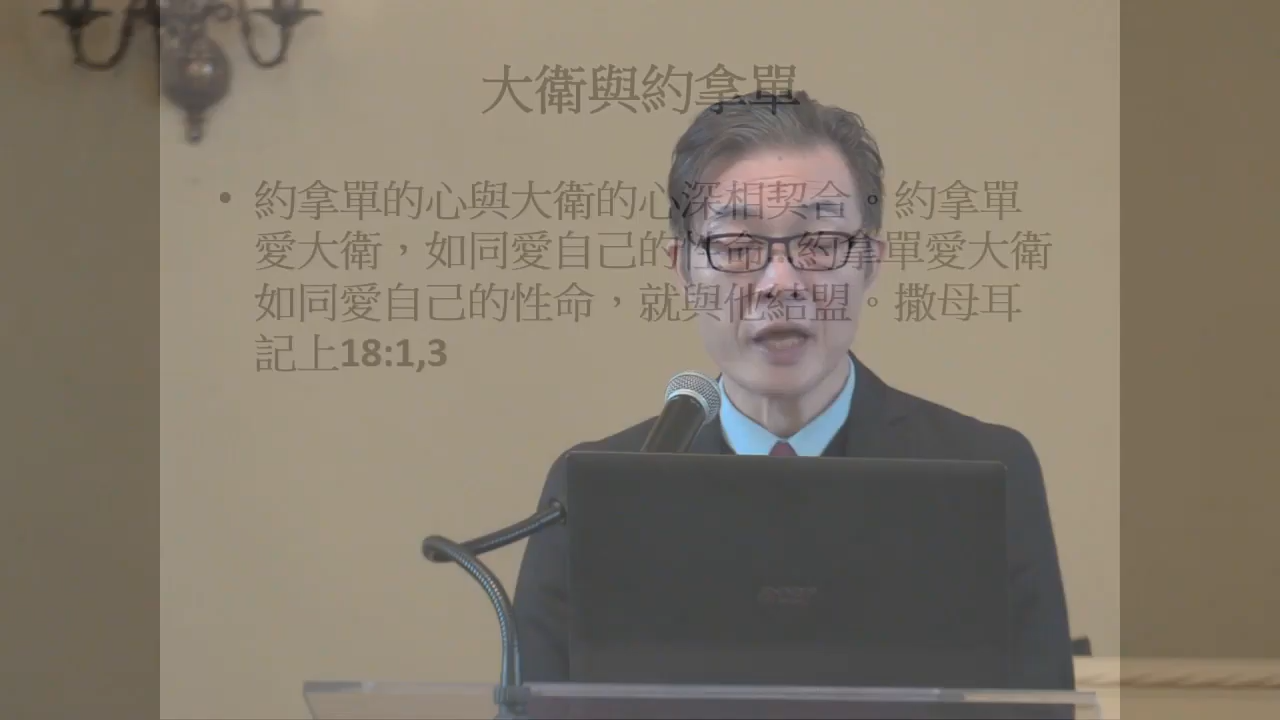 大衛與約拿單
• 約拿單的心與大衛的心深相契合。約拿單
愛大衛，如同愛自己的性命。約拿單愛大衛
如同愛自己的性命，就與他結盟。撒母耳
記上18:1,3